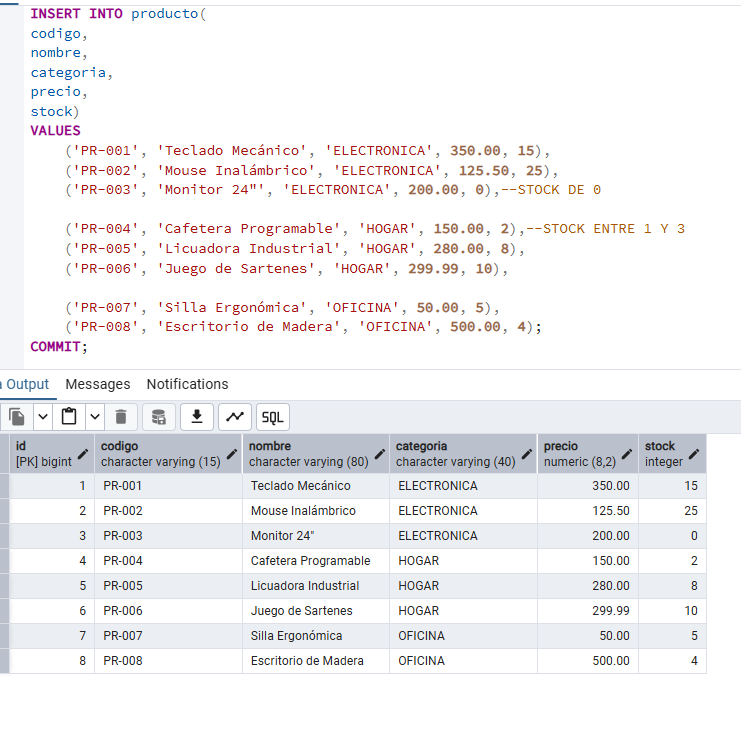 INSERT INTO producto(
codigo,
nombre,
categoria,
precio,
stock)
VALUES
('PR-001', 'Teclado Mecánico', 'ELECTRONICA', 350.00, 15),
('PR-002', 'Mouse Inalámbrico', 'ELECTRONICA', 125.50, 25),
('PR-003', 'Monitor 24"', 'ELECTRONICA', 200.00, 0),--STOCK DE 0
('PR-004', 'Cafetera Programable', 'HOGAR', 150.00, 2),--STOCK ENTRE 1 Y 3
('PR-005', 'Licuadora Industrial', 'HOGAR', 280.00, 8),
('PR-006', 'Juego de Sartenes', 'HOGAR', 299.99, 10),
('PR-007', 'Silla Ergonómica', 'OFICINA', 50.00, 5),
('PR-008', 'Escritorio de Madera', 'OFICINA', 500.00, 4);
COMMIT;
a Output Messages Notifications
SQL
id codigo nombre categoria precio stock
[PK] bigint character varying (15) character varying (80) character varying (40) numeric (8,2) integer
1 PR-001 Teclado Mecánico ELECTRONICA 350.00 15
2 PR-002 Mouse Inalámbrico ELECTRONICA 125.50 25
3 PR-003 Monitor 24" ELECTRONICA 200.00 0
4 PR-004 Cafetera Programable HOGAR 150.00 2
5 PR-005 Licuadora Industrial HOGAR 280.00 8
6 PR-006 Juego de Sartenes HOGAR 299.99 10
7 PR-007 Silla Ergonómica OFICINA 50.00 5
8 PR-008 Escritorio de Madera OFICINA 500.00 4